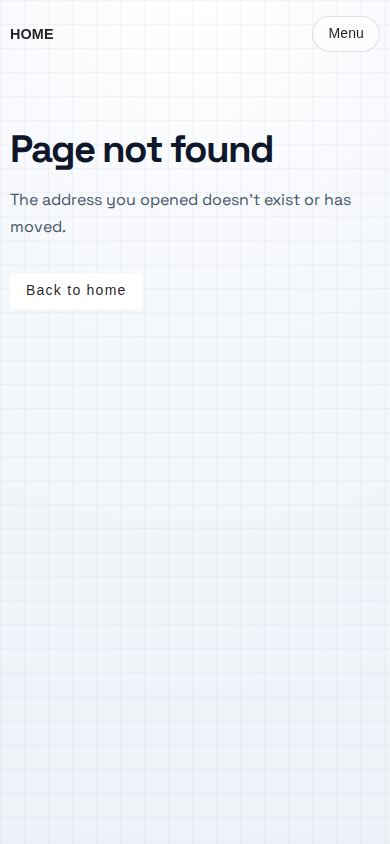 HOME
Menu
Page not found
The address you opened doesn't exist or has
moved.
Back to home